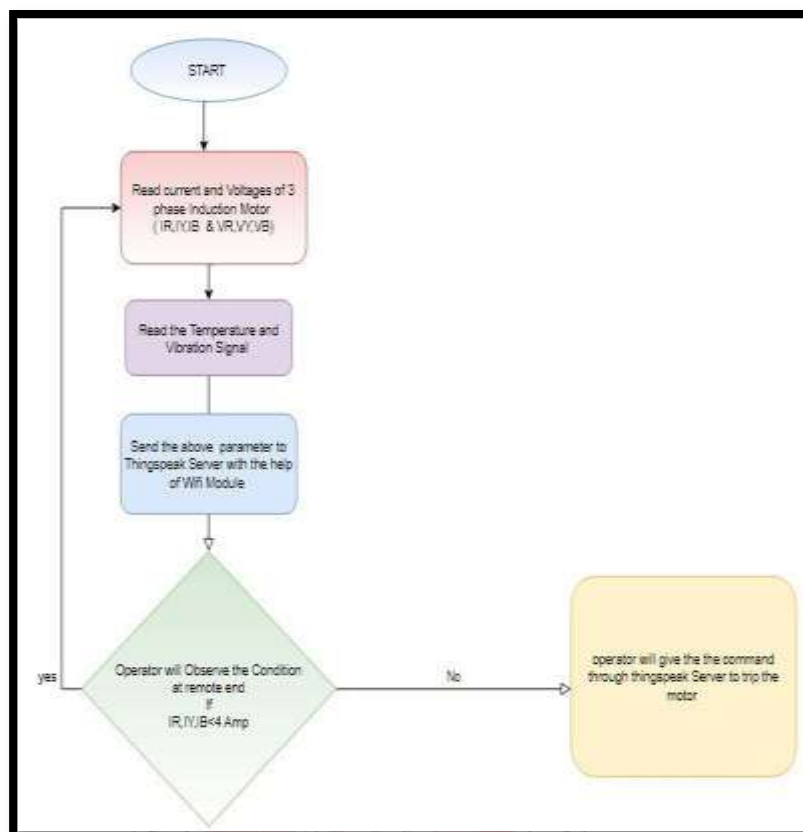 START
Read current and Voltages of 3
phase Induction Motor
( IR,IY,IB & VR,VY,VB)
Read the Temperature and
Vibration Signal
Send the above parameter to
Thingspeak Server with the help
of Wifi Module
Operator will Observe the Condition
at remote end
If
IR,IY,IB<4 Amp
yes
No
operator will give the the command
through thingspeak Server to trip the
motor